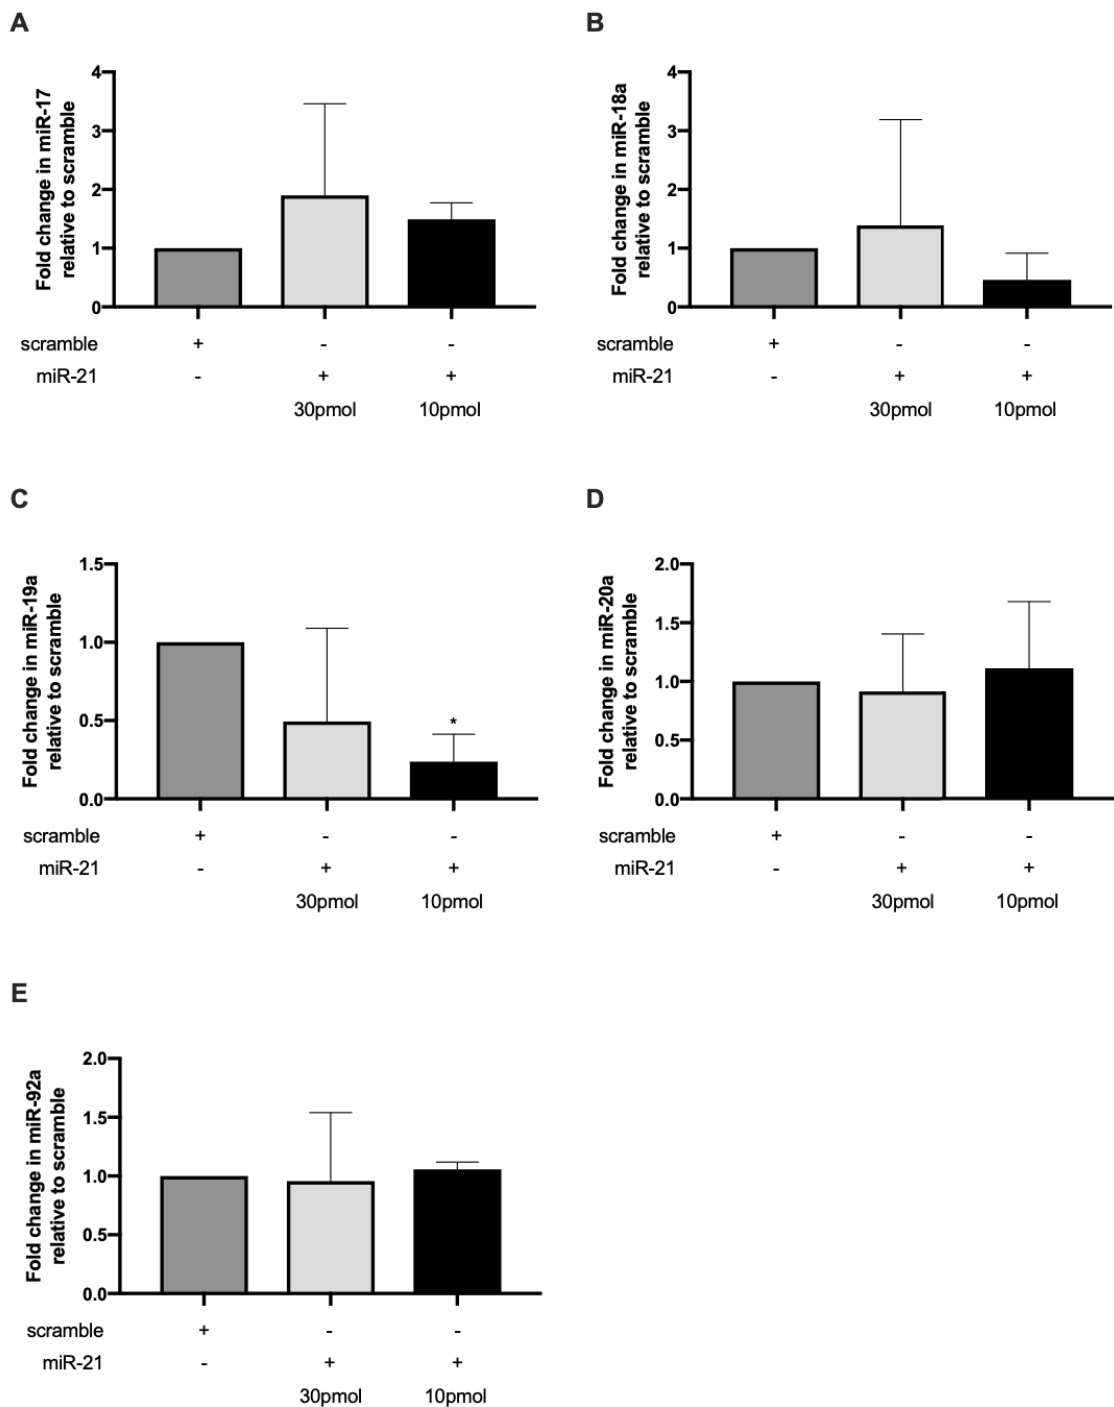 A
Fold change in miR-17
relative to scramble
4
3
2
1
0
scramble + - -
miR-21 - + +
30pmol 10pmol
B
Fold change in miR-18a
relative to scramble
4
3
2
1
0
scramble + - -
miR-21 - + +
30pmol 10pmol
C
Fold change in miR-19a
relative to scramble
1.5
1.0
0.5
0.0
*
scramble + - -
miR-21 - + +
30pmol 10pmol
D
Fold change in miR-20a
relative to scramble
2.0
1.5
1.0
0.5
0.0
scramble + - -
miR-21 - + +
30pmol 10pmol
E
Fold change in miR-92a
relative to scramble
2.0
1.5
1.0
0.5
0.0
scramble + - -
miR-21 - + +
30pmol 10pmol